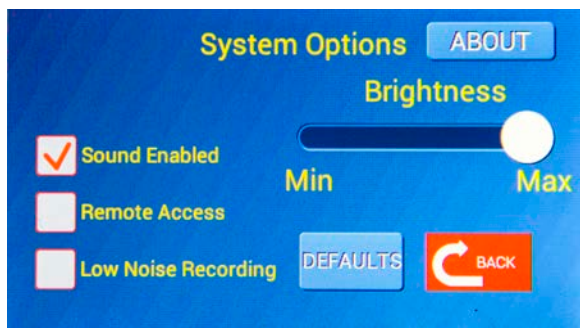 System Options
ABOUT
Brightness
Sound Enabled
Min
Max
Remote Access
Low Noise Recording
DEFAULTS
BACK